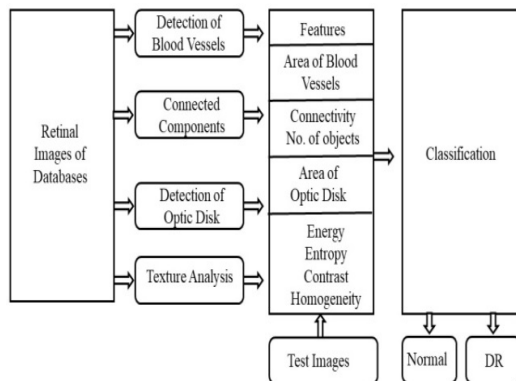 Retinal
Images of
Databases
Detection of
Blood Vessels
Connected
Components
Detection of
Optic Disk
Texture Analysis
Features
Area of Blood
Vessels
Connectivity
No. of objects
Area of
Optic Disk
Energy
Entropy
Contrast
Homogeneity
Test Images
Classification
Normal
DR